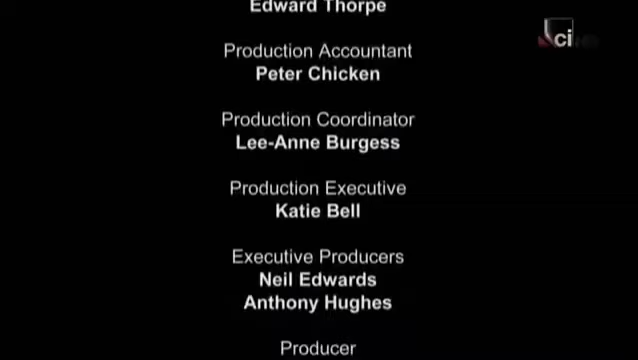 Edward Thorpe
ci
Production Accountant
Peter Chicken
Production Coordinator
Lee-Anne Burgess
Production Executive
Katie Bell
Executive Producers
Neil Edwards
Anthony Hughes
Producer